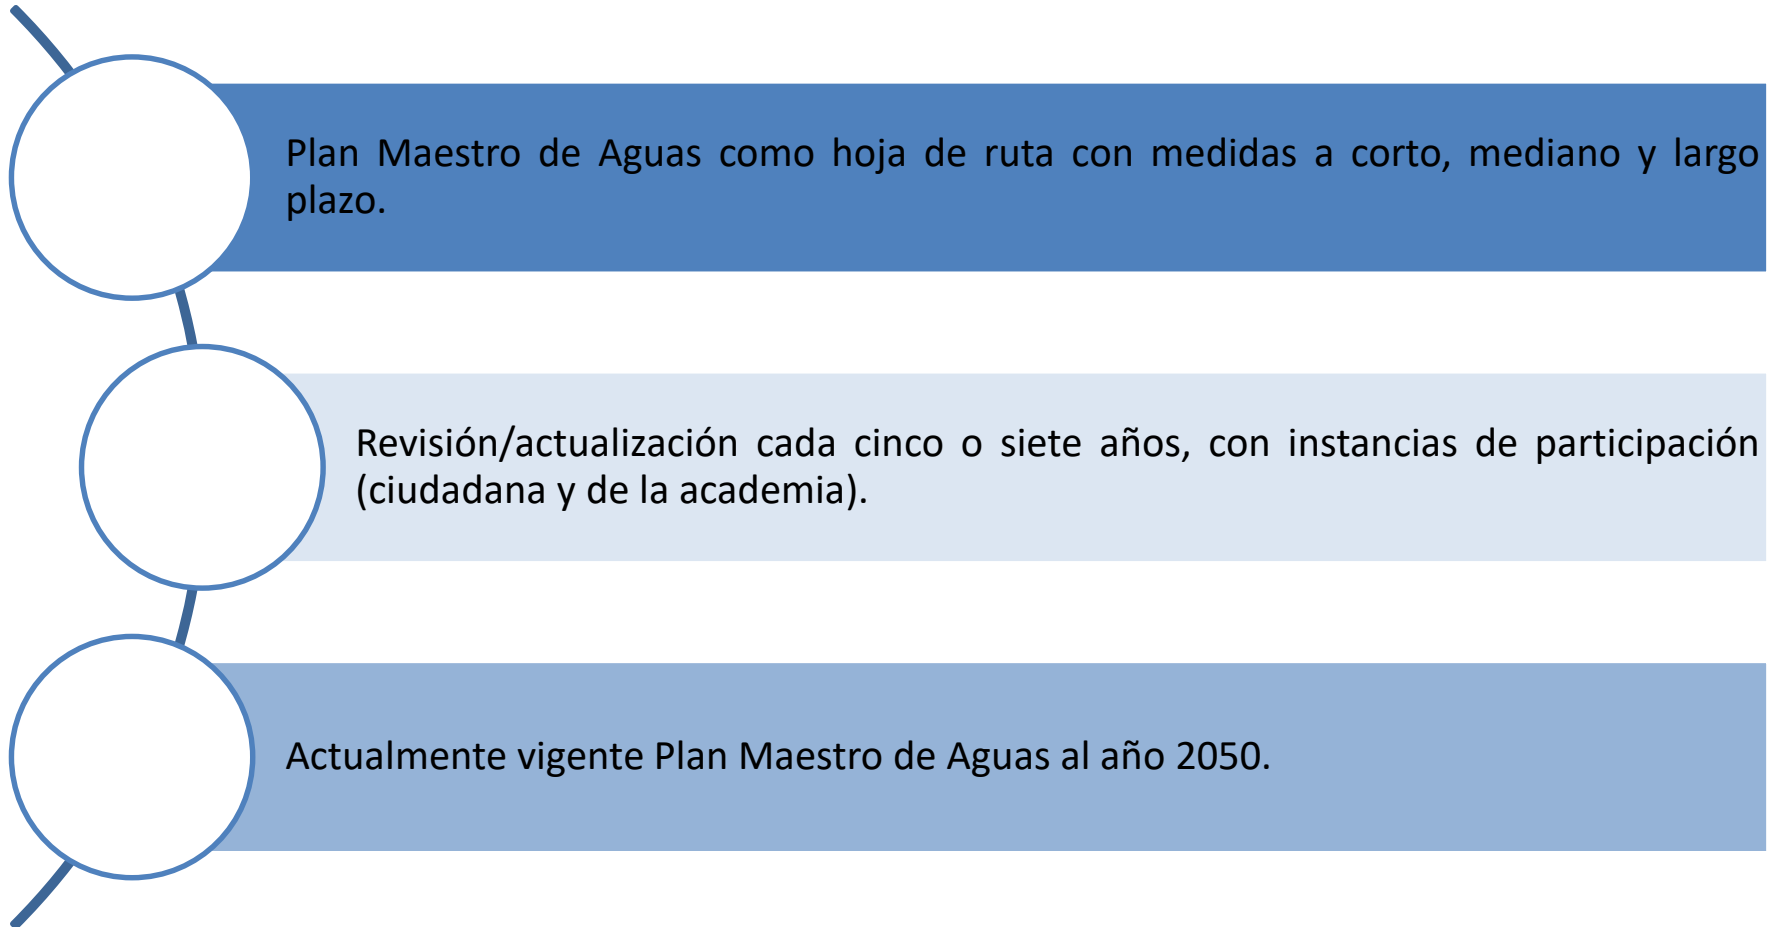 Plan Maestro de Aguas como hoja de ruta con medidas a corto, mediano y largo
plazo.
Revisión/actualización cada cinco o siete años, con instancias de participación
(ciudadana y de la academia).
Actualmente vigente Plan Maestro de Aguas al año 2050.